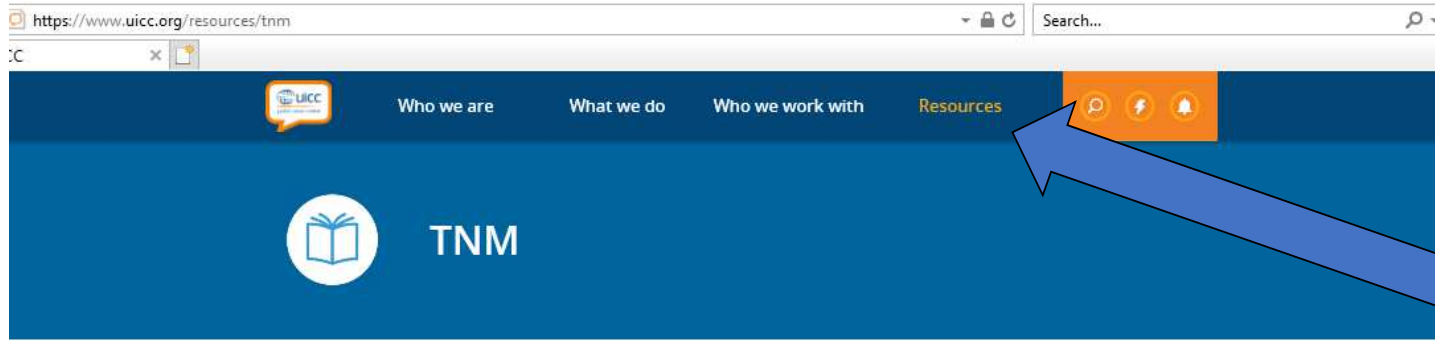 https://www.uicc.org/resources/tnm
Search...
CC
UICC
Who we are
What we do
Who we work with
Resources
TNM